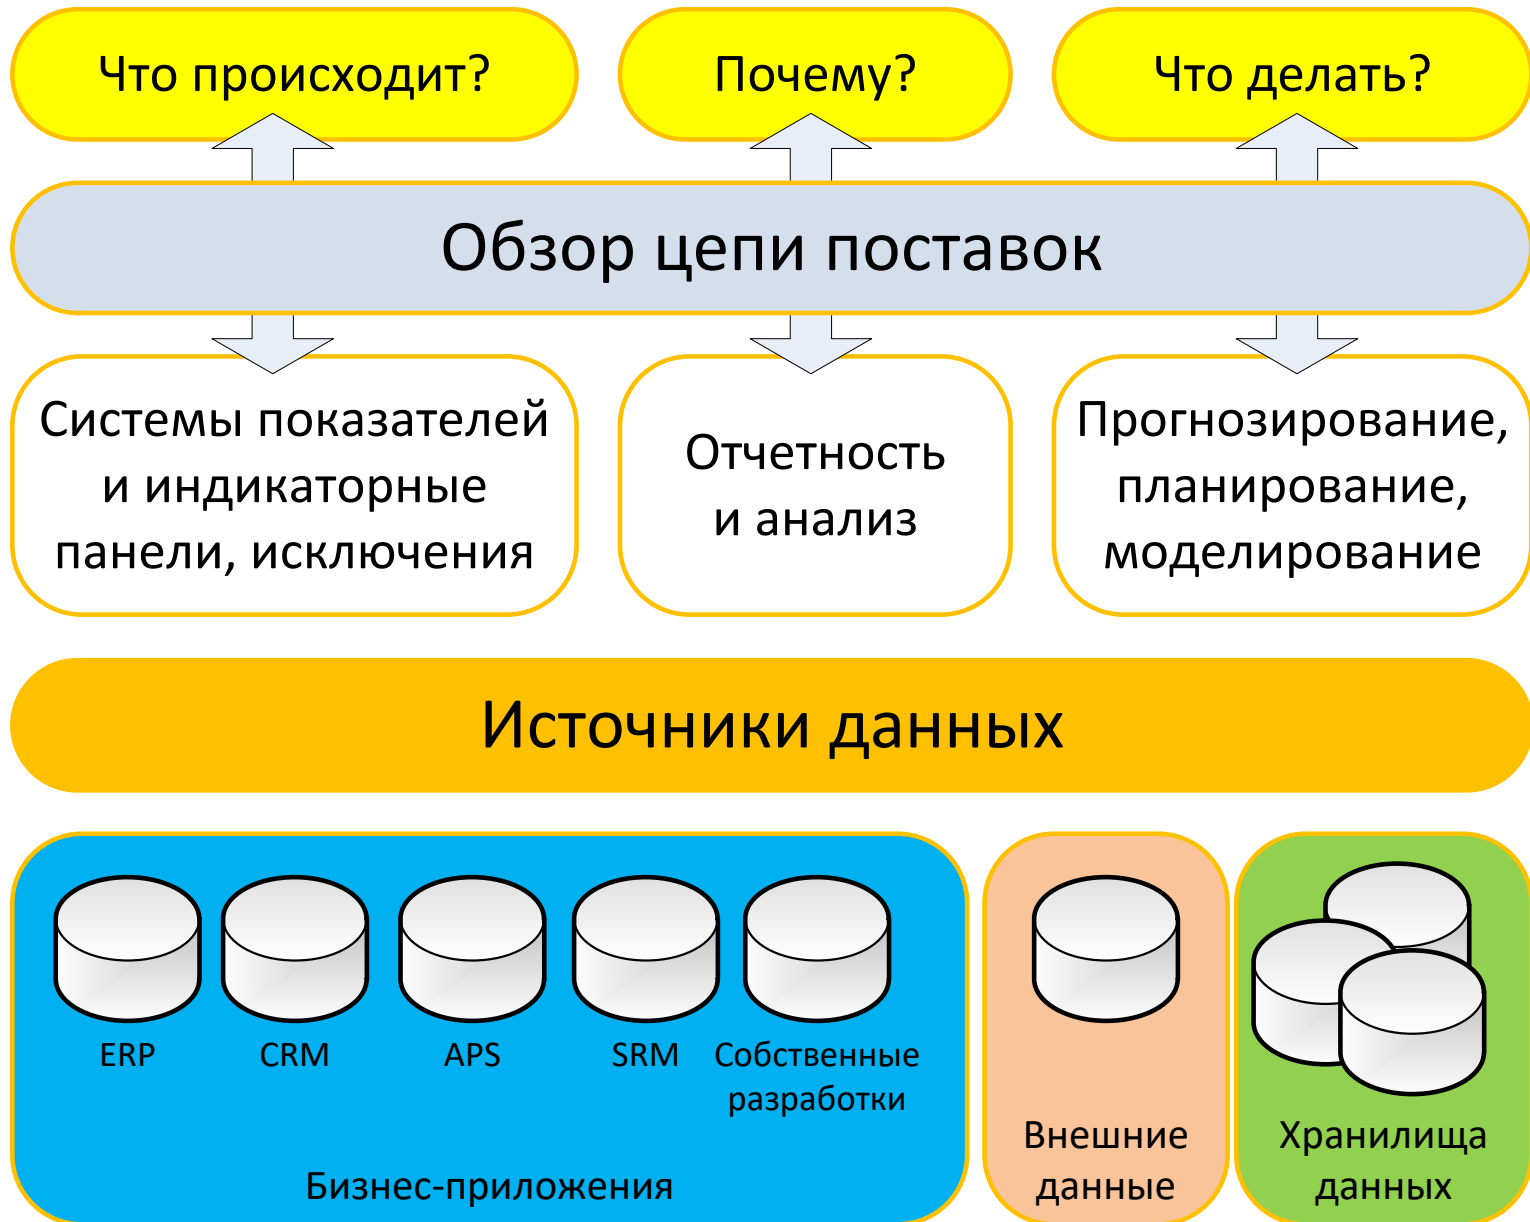 Что происходит?
Почему?
Что делать?
Обзор цепи поставок
Системы показателей
и индикаторные
панели, исключения
Отчетность
и анализ
Прогнозирование,
планирование,
моделирование
Источники данных
ERP
CRM
APS
SRM
Собственные
разработки
Бизнес-приложения
Внешние
данные
Хранилища
данных